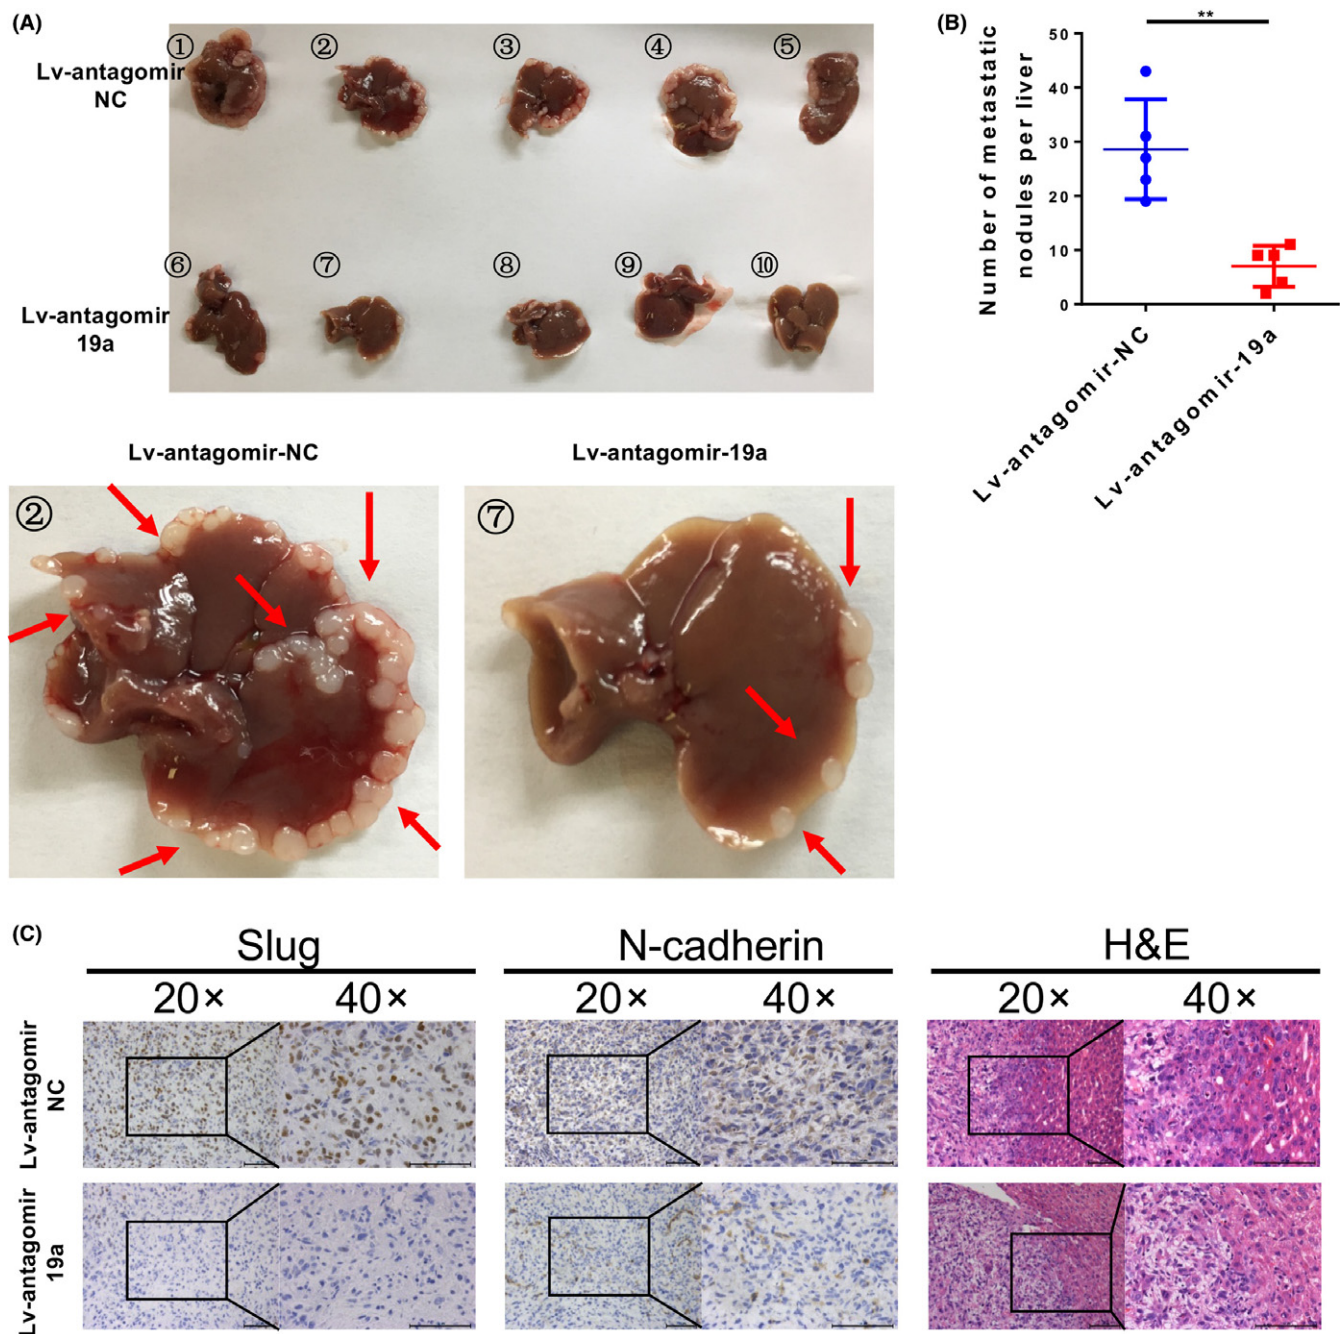 (A)
① ② ③ ④ ⑤
Lv-antagomir
NC
⑥ ⑦ ⑧ ⑨ ⑩
Lv-antagomir
19a
Lv-antagomir-NC
Lv-antagomir-19a
②
⑦
(B)
**
50
40
30
20
10
0
Number of metastatic
nodules per liver
Lv-antagomir-NC
Lv-antagomir-19a
(C)
Slug
N-cadherin
H&E
20× 40× 20× 40× 20× 40×
Lv-antagomir
NC
Lv-antagomir
19a